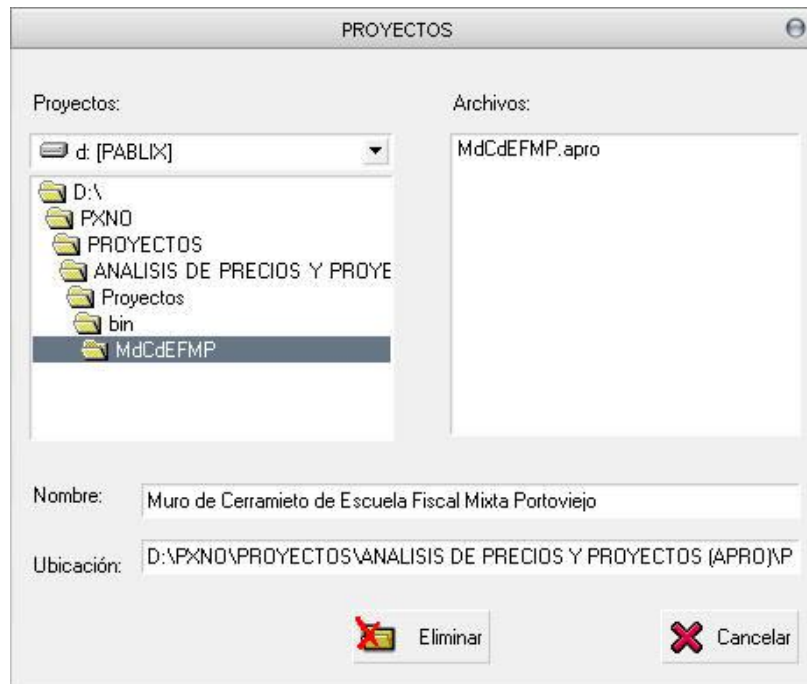 PROYECTOS
Proyectos:
d: [PABLIX]
D:\
PXNO
PROYECTOS
ANALISIS DE PRECIOS Y PROYE
Proyectos
bin
MdCdEFMP
Archivos:
MdCdEFMP.apro
Nombre:
Muro de Cerramieto de Escuela Fiscal Mixta Portoviejo
Ubicación:
D:\PXNO\PROYECTOS\ANALISIS DE PRECIOS Y PROYECTOS (APRO)\P
Eliminar
Cancelar